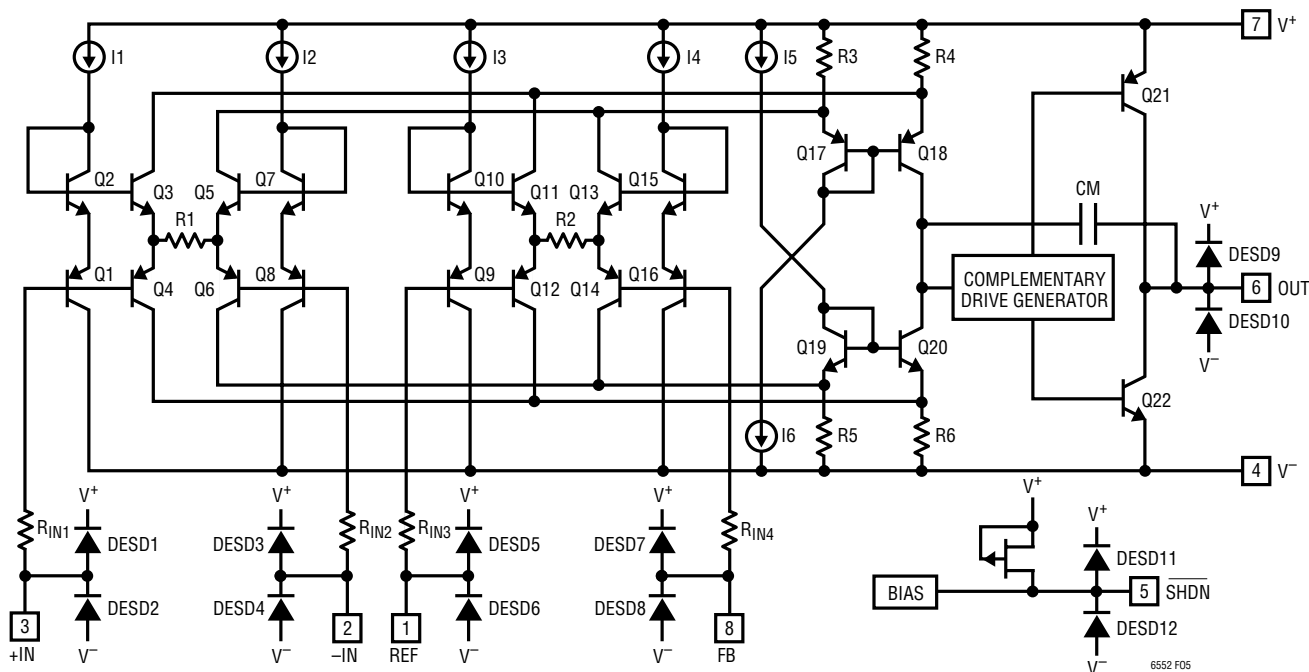 7 V+
I1 I2 I3 I4 I5 R3 R4
Q21
Q17 Q18
Q2 Q3 Q5 Q7 Q10 Q11 Q13 Q15
CM
V+
R1 R2
DESD9
Q1 Q4 Q6 Q8 Q9 Q12 Q14 Q16
COMPLEMENTARY
DRIVE GENERATOR
6 OUT
DESD10
Q19 Q20
V−
Q22
I6 R5 R6
4 V−
V+ V+ V+ V+ V+
RIN1 DESD1 DESD3 RIN2 RIN3 DESD5 DESD7 RIN4
V+
DESD11
DESD2 DESD4 DESD6 DESD8
BIAS
5 SHDN
3 2 1 8
DESD12
+IN V− V− –IN REF V− V− FB
V−
6552 F05